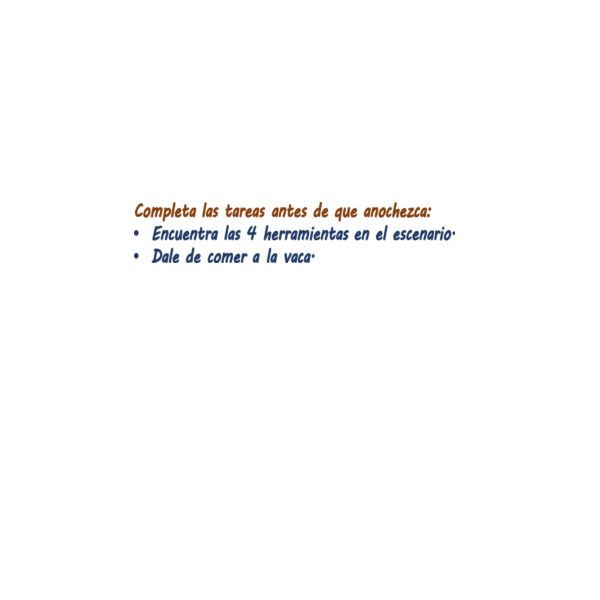 Completa las tareas antes de que anochezca:
• Encuentra las 4 herramientas en el escenario.
• Dale de comer a la vaca.